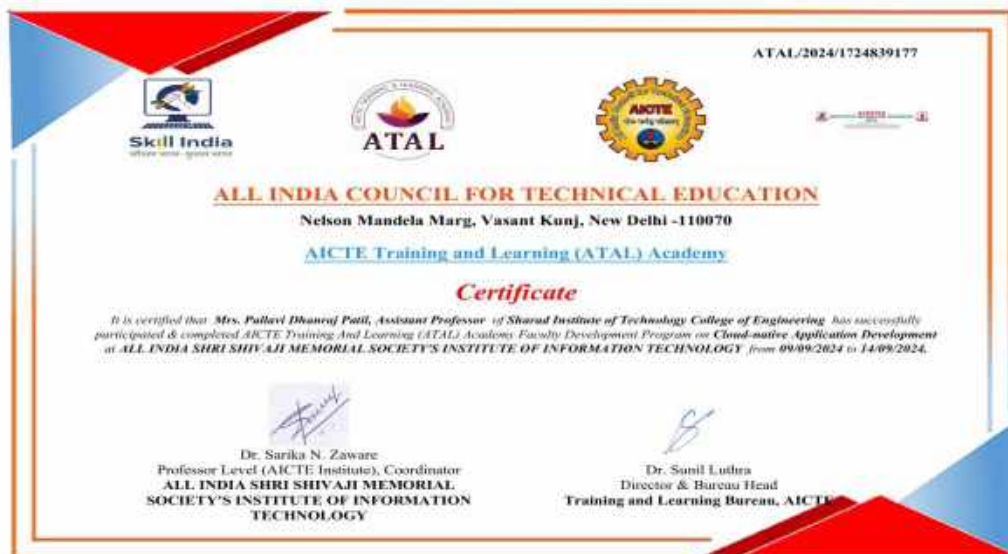 ATAL/2024/1724839177
Skill India
कौशल भारत - कुशल भारत
ATAL
AICTE
ALL INDIA COUNCIL FOR TECHNICAL EDUCATION
Nelson Mandela Marg, Vasant Kunj, New Delhi -110070
AICTE Training and Learning (ATAL) Academy
Certificate
It is certified that Mrs. Pallavi Dhanraj Patil, Assistant Professor of Sharad Institute of Technology College of Engineering has successfully
participated & completed AICTE Training And Learning (ATAL) Academy Faculty Development Program on Cloud-native Application Development
at ALL INDIA SHRI SHIVAJI MEMORIAL SOCIETY'S INSTITUTE OF INFORMATION TECHNOLOGY from 09/09/2024 to 14/09/2024.
Dr. Sarika N. Zaware
Professor Level (AICTE Institute), Coordinator
ALL INDIA SHRI SHIVAJI MEMORIAL
SOCIETY'S INSTITUTE OF INFORMATION
TECHNOLOGY
Dr. Sunil Luthra
Director & Bureau Head
Training and Learning Bureau, AICTE